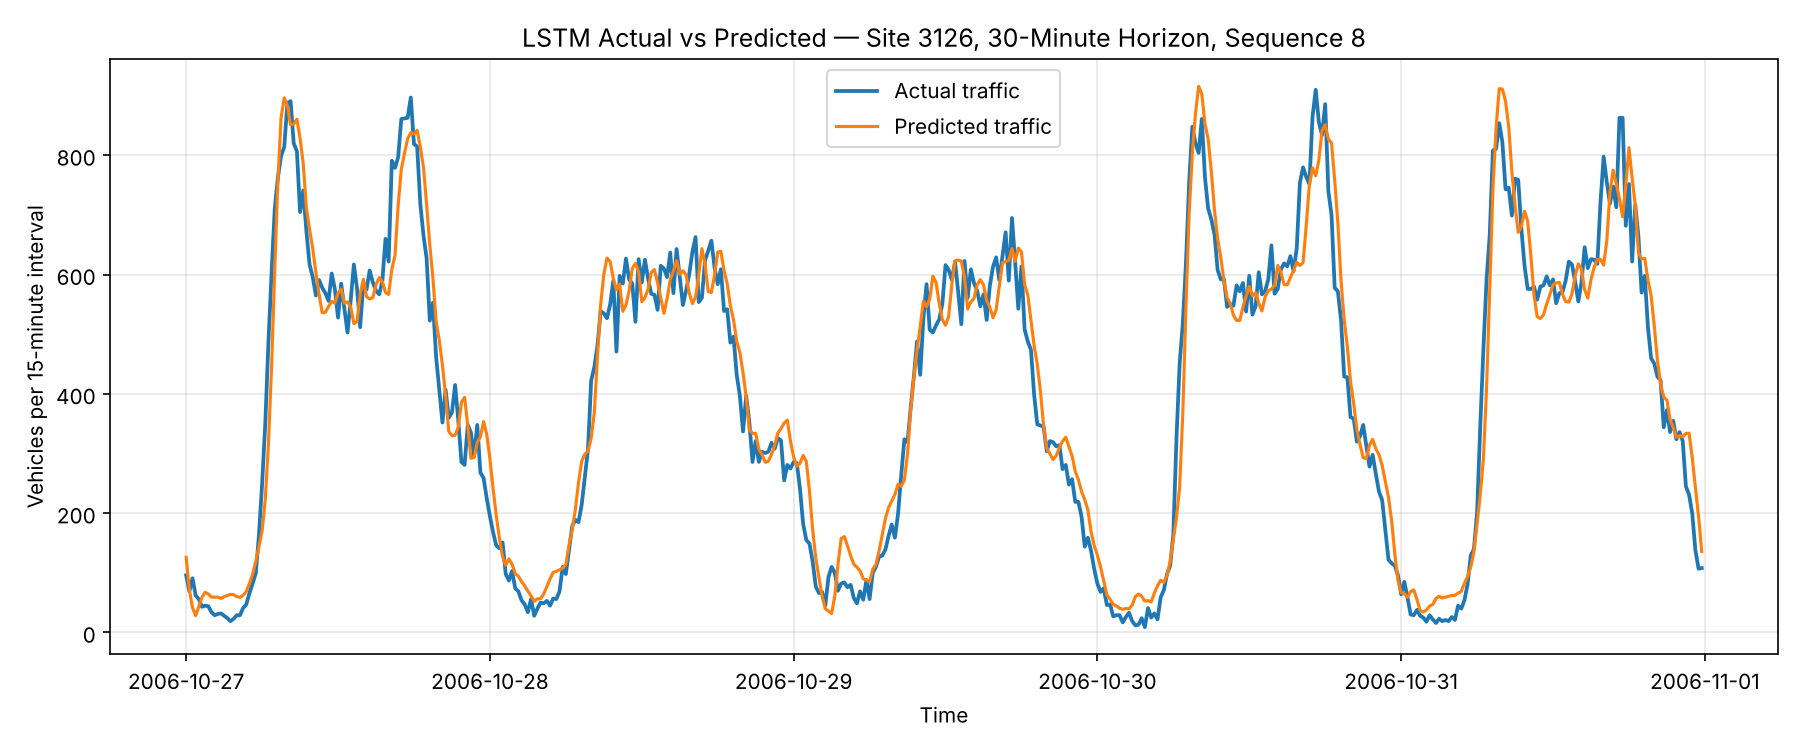 LSTM Actual vs Predicted — Site 3126, 30-Minute Horizon, Sequence 8
Actual traffic
Predicted traffic
Vehicles per 15-minute interval
800
600
400
200
0
2006-10-27
2006-10-28
2006-10-29
2006-10-30
2006-10-31
2006-11-01
Time